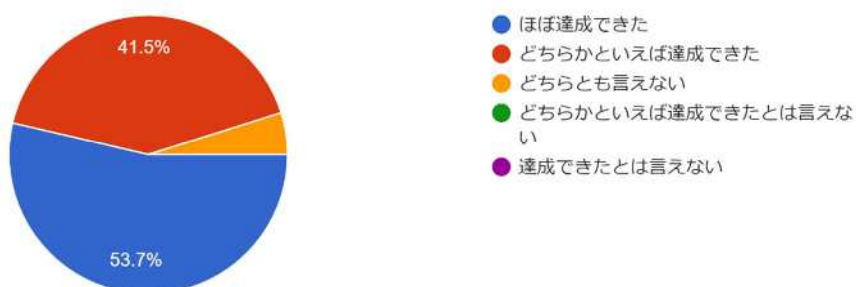 41.5%
53.7%
ほぼ達成できた
どちらかといえば達成できた
どちらとも言えない
どちらかといえば達成できたとは言えな
い
達成できたとは言えない